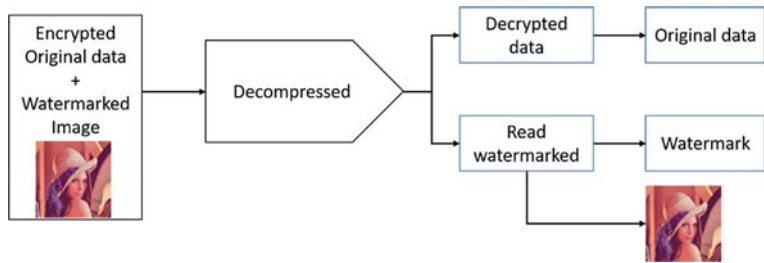 Encrypted
Original data
+
Watermarked
Image
Decompressed
Decrypted
data
Original data
Read
watermarked
Watermark